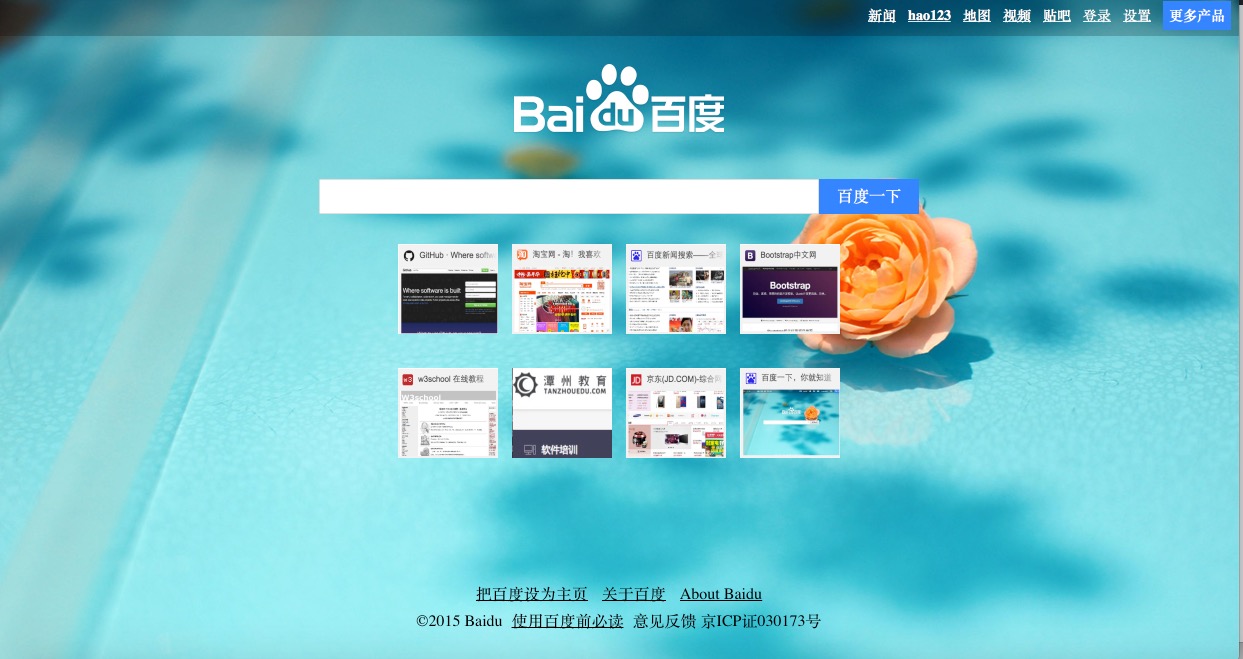 新闻 hao123 地图 视频 贴吧 登录 设置 更多产品
Bai du 百度
百度一下
GitHub · Where softw
淘宝网 - 淘！我喜欢
百度新闻搜索——全球
Bootstrap中文网
Where software is built
Bootstrap
w3school 在线教程
潭州教育
TANZHOUEDU.COM
京东(JD.COM)-综合网
百度一下，你就知道
W3school
软件培训
把百度设为主页 关于百度 About Baidu
©2015 Baidu 使用百度前必读 意见反馈 京ICP证030173号